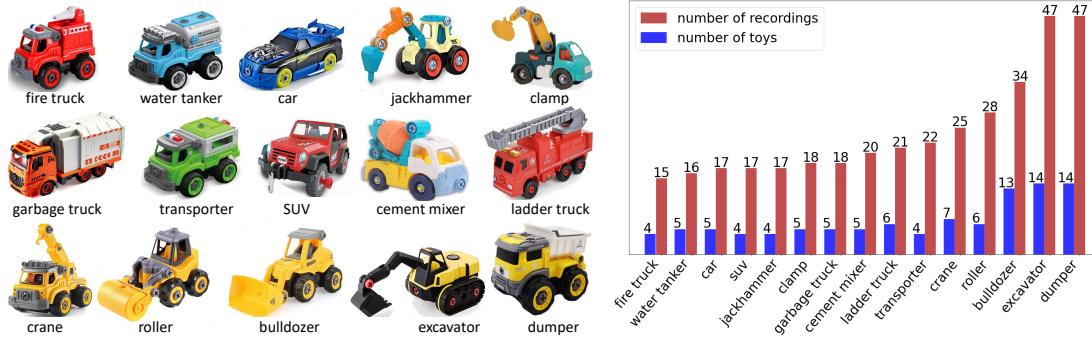 fire truck water tanker car jackhammer clamp
garbage truck transporter SUV cement mixer ladder truck
crane roller bulldozer excavator dumper
number of recordings
number of toys
4 15 5 16 5 17 4 17 4 17 5 18 5 18 5 20 6 21 4 22 7 25 6 28 13 34 14 47 14 47
fire truck
water tanker
car
suv
jackhammer
clamp
garbage truck
cement mixer
ladder truck
transporter
crane
roller
bulldozer
excavator
dumper